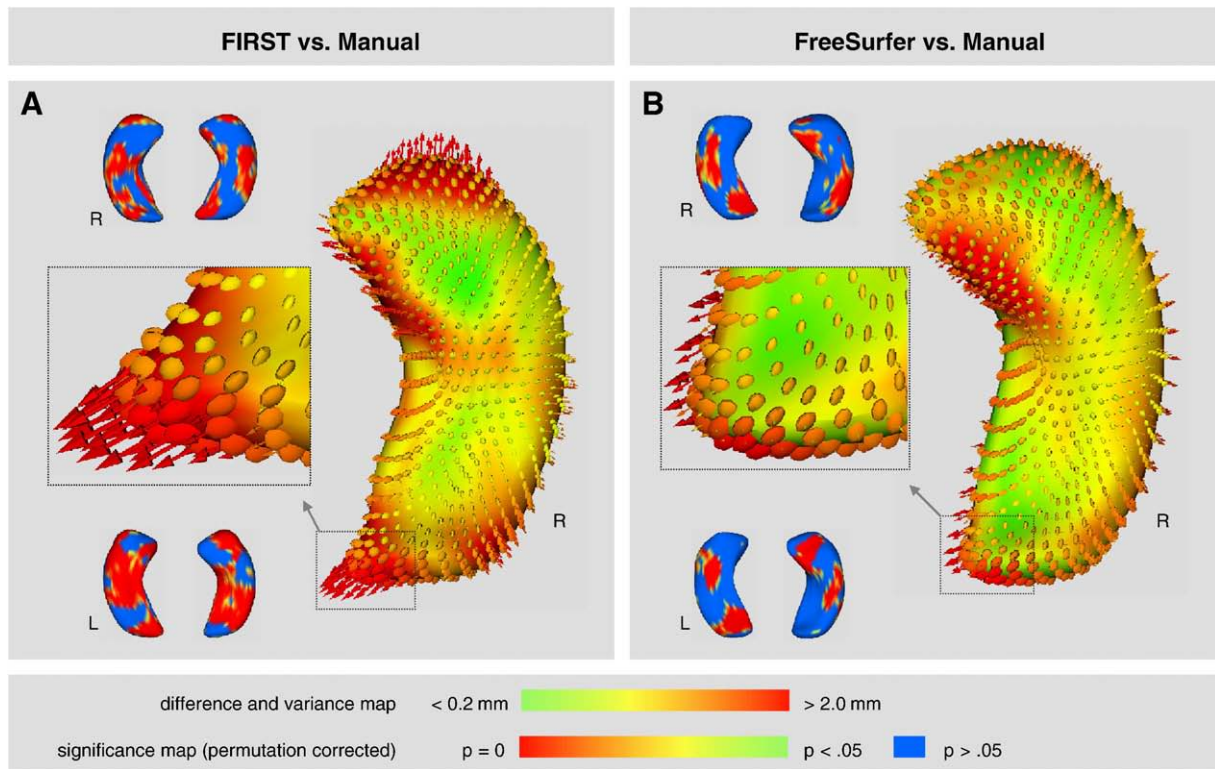 FIRST vs. Manual
FreeSurfer vs. Manual
A
R
R
L
B
R
R
L
difference and variance map < 0.2 mm > 2.0 mm
significance map (permutation corrected) p = 0 p < .05 p > .05